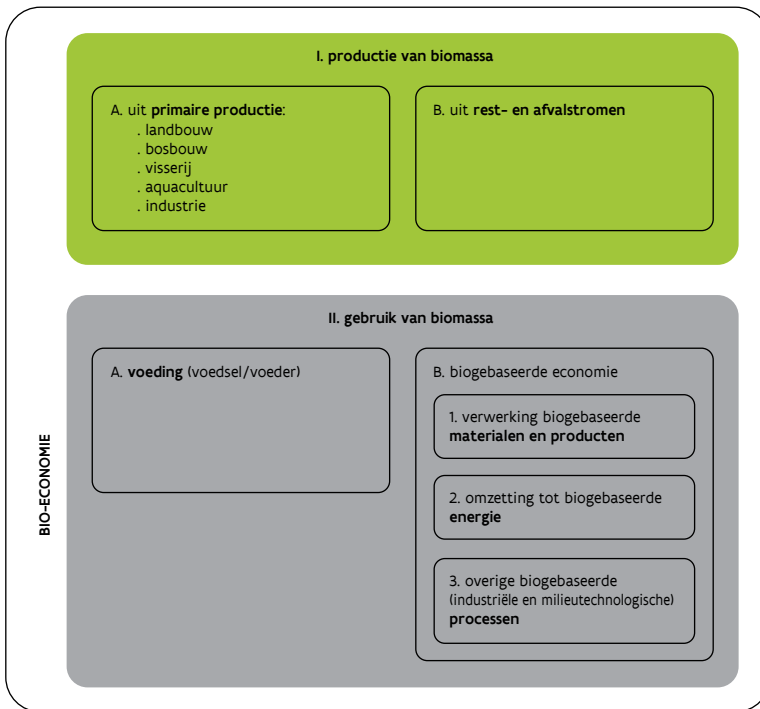 I. productie van biomassa
A. uit primaire productie:
. landbouw
. bosbouw
. visserij
. aquacultuur
. industrie
B. uit rest- en afvalstromen
II. gebruik van biomassa
A. voeding (voedsel/voeder)
B. biogebaseerde economie
1. verwerking biogebaseerde
materialen en producten
2. omzetting tot biogebaseerde
energie
3. overige biogebaseerde
(industriële en milieutechnologische)
processen
BIO-ECONOMIE